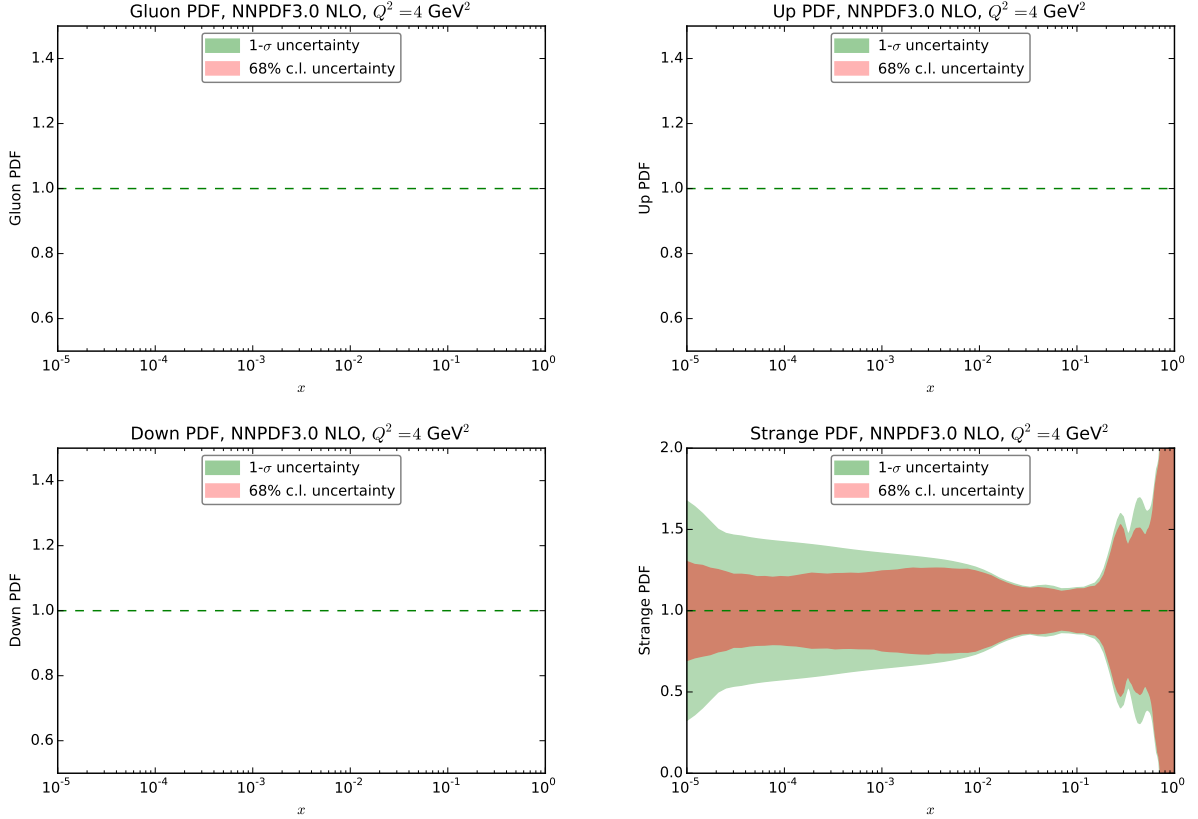 Gluon PDF, NNPDF3.0 NLO, Q² = 4 GeV²
1-σ uncertainty
68% c.l. uncertainty
1.4
1.2
1.0
0.8
0.6
Gluon PDF
10⁻⁵ 10⁻⁴ 10⁻³ 10⁻² 10⁻¹ 10⁰
x
Up PDF, NNPDF3.0 NLO, Q² = 4 GeV²
1-σ uncertainty
68% c.l. uncertainty
1.4
1.2
1.0
0.8
0.6
Up PDF
10⁻⁵ 10⁻⁴ 10⁻³ 10⁻² 10⁻¹ 10⁰
x
Down PDF, NNPDF3.0 NLO, Q² = 4 GeV²
1-σ uncertainty
68% c.l. uncertainty
1.4
1.2
1.0
0.8
0.6
Down PDF
10⁻⁵ 10⁻⁴ 10⁻³ 10⁻² 10⁻¹ 10⁰
x
Strange PDF, NNPDF3.0 NLO, Q² = 4 GeV²
1-σ uncertainty
68% c.l. uncertainty
2.0
1.5
1.0
0.5
0.0
Strange PDF
10⁻⁵ 10⁻⁴ 10⁻³ 10⁻² 10⁻¹ 10⁰
x